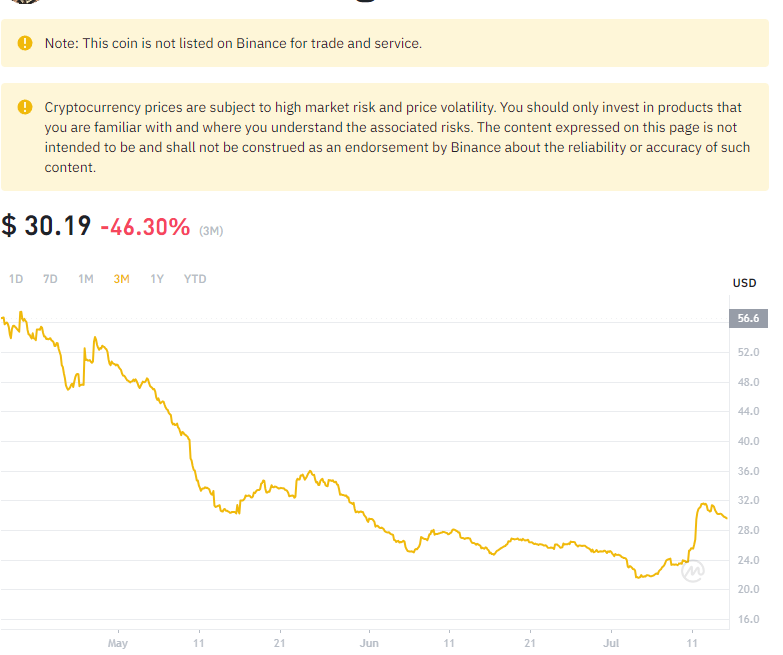 Note: This coin is not listed on Binance for trade and service.
Cryptocurrency prices are subject to high market risk and price volatility. You should only invest in products that
you are familiar with and where you understand the associated risks. The content expressed on this page is not
intended to be and shall not be construed as an endorsement by Binance about the reliability or accuracy of such
content.
$ 30.19 -46.30% (3M)
1D 7D 1M 3M 1Y YTD
USD
56.6
52.0
48.0
44.0
40.0
36.0
32.0
28.0
24.0
20.0
16.0
May 11 21 Jun 11 21 Jul 11